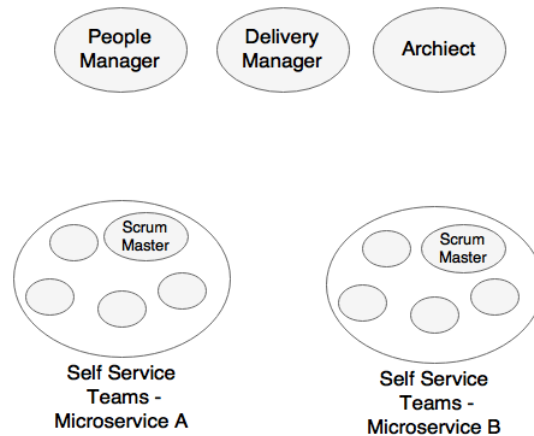 People
Manager
Delivery
Manager
Archiect
Scrum
Master
Scrum
Master
Self Service
Teams -
Microservice A
Self Service
Teams -
Microservice B